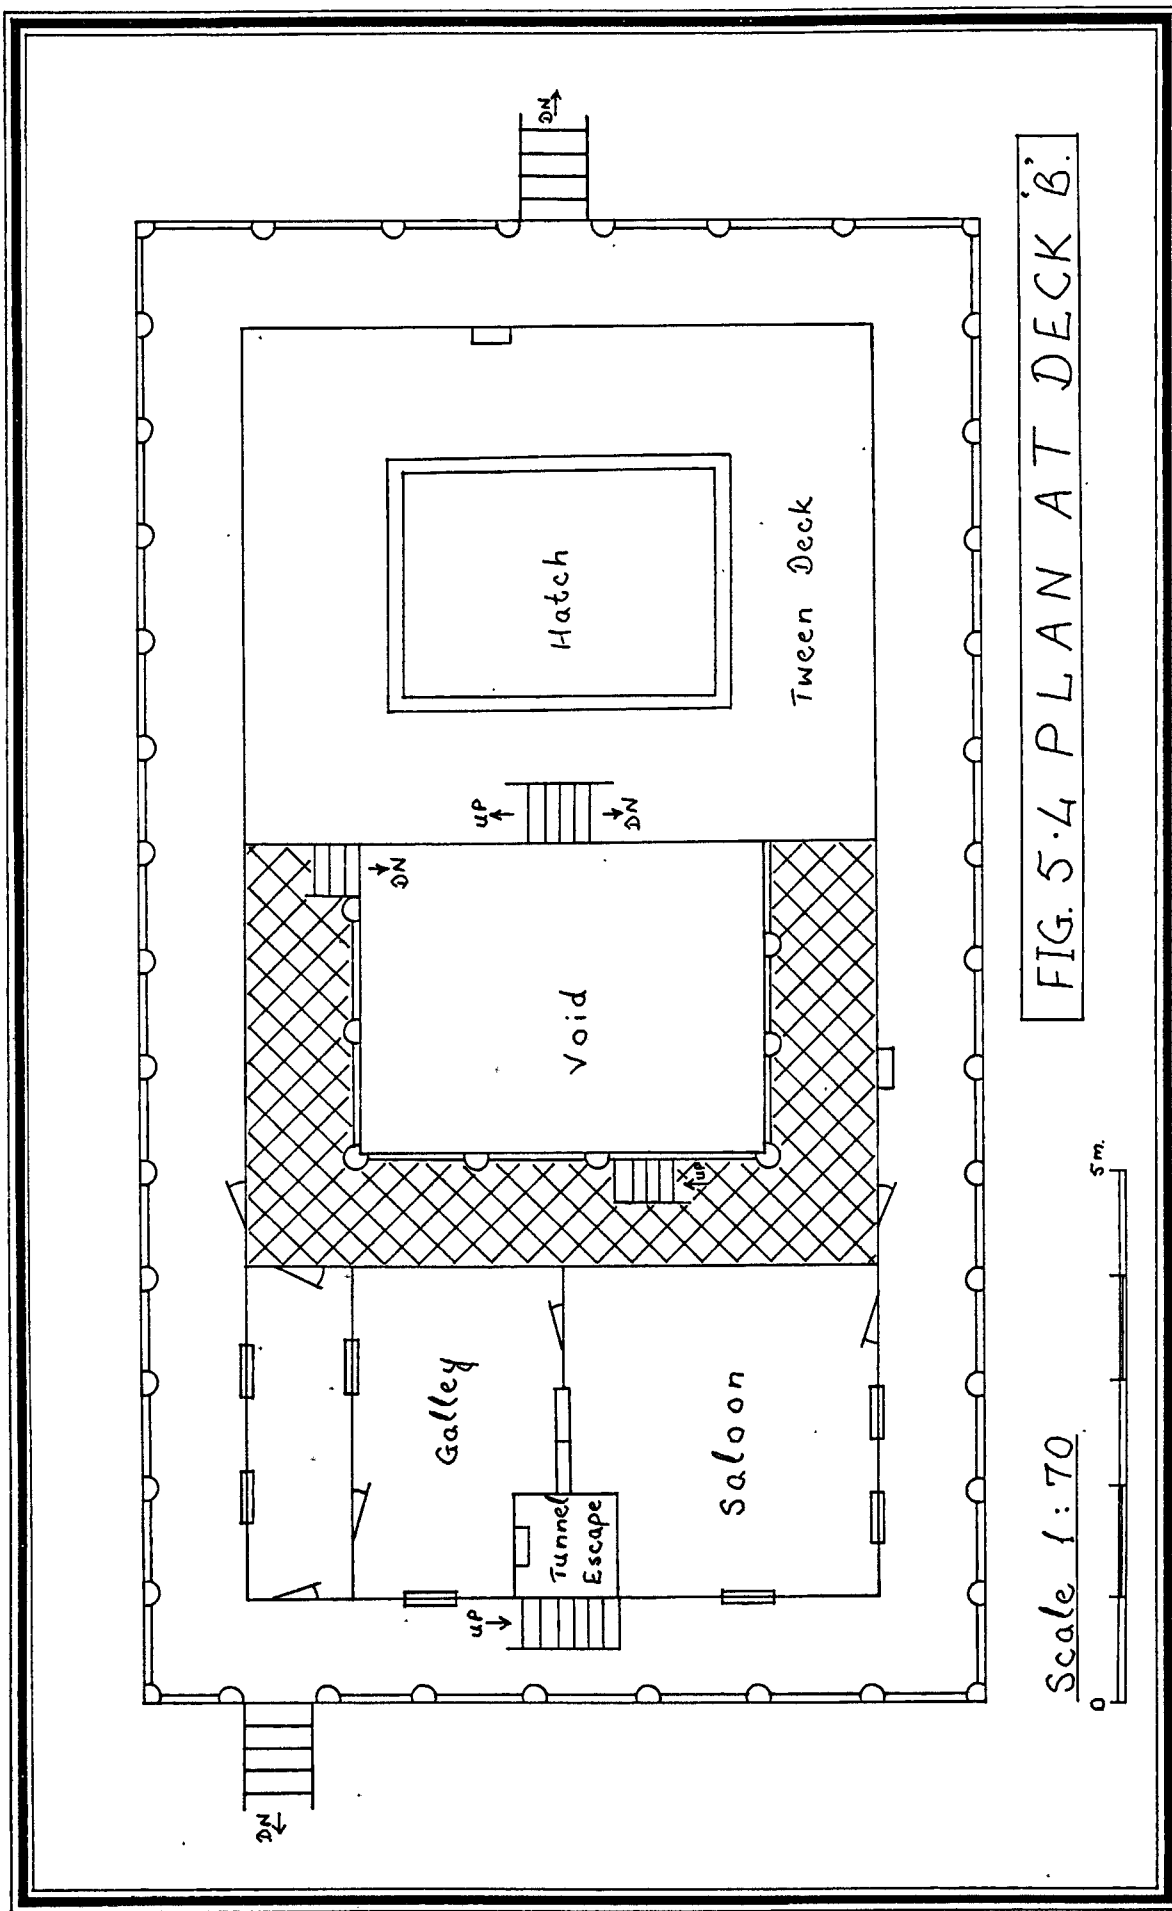 DN
Hatch
Tween Deck
UP
DN
DN
Void
UP
Galley
Saloon
Tunnel
Escape
UP
DN
Scale 1:70
0
5m.
FIG. 5.4 PLAN AT DECK 'B'.